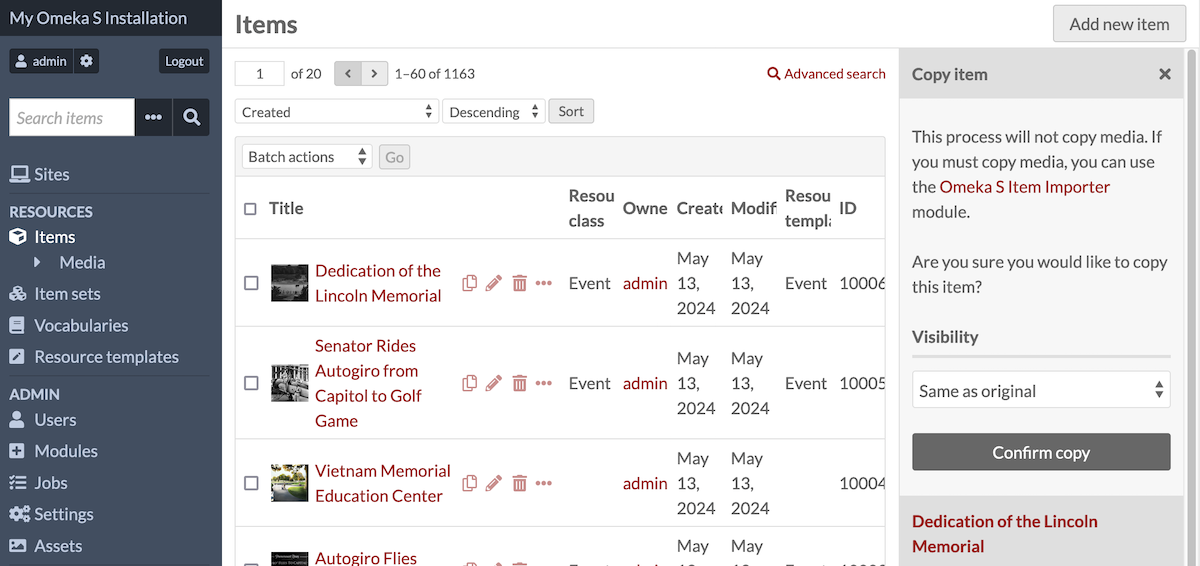 My Omeka S Installation
admin
Logout
Search items
Sites
RESOURCES
Items
Media
Item sets
Vocabularies
Resource templates
ADMIN
Users
Modules
Jobs
Settings
Assets
Items
Add new item
1 of 20 1–60 of 1163
Advanced search
Created Descending Sort
Batch actions Go
Title
Resou
class
Owne
Create
Modif
Resou
templa
ID
Dedication of the
Lincoln Memorial
Event
admin
May
13,
2024
May
13,
2024
Event
10006
Senator Rides
Autogiro from
Capitol to Golf
Game
Event
admin
May
13,
2024
May
13,
2024
Event
10005
Vietnam Memorial
Education Center
admin
May
13,
2024
May
13,
2024
10004
Autogiro Flies
May
May
Copy item
This process will not copy media. If
you must copy media, you can use
the Omeka S Item Importer
module.
Are you sure you would like to copy
this item?
Visibility
Same as original
Confirm copy
Dedication of the Lincoln
Memorial